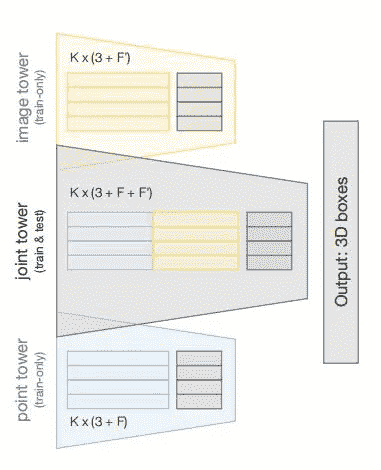 image tower
(train-only)
K x (3 + F')
joint tower
(train & test)
K x (3 + F + F')
Output: 3D boxes
point tower
(train-only)
K x (3 + F)